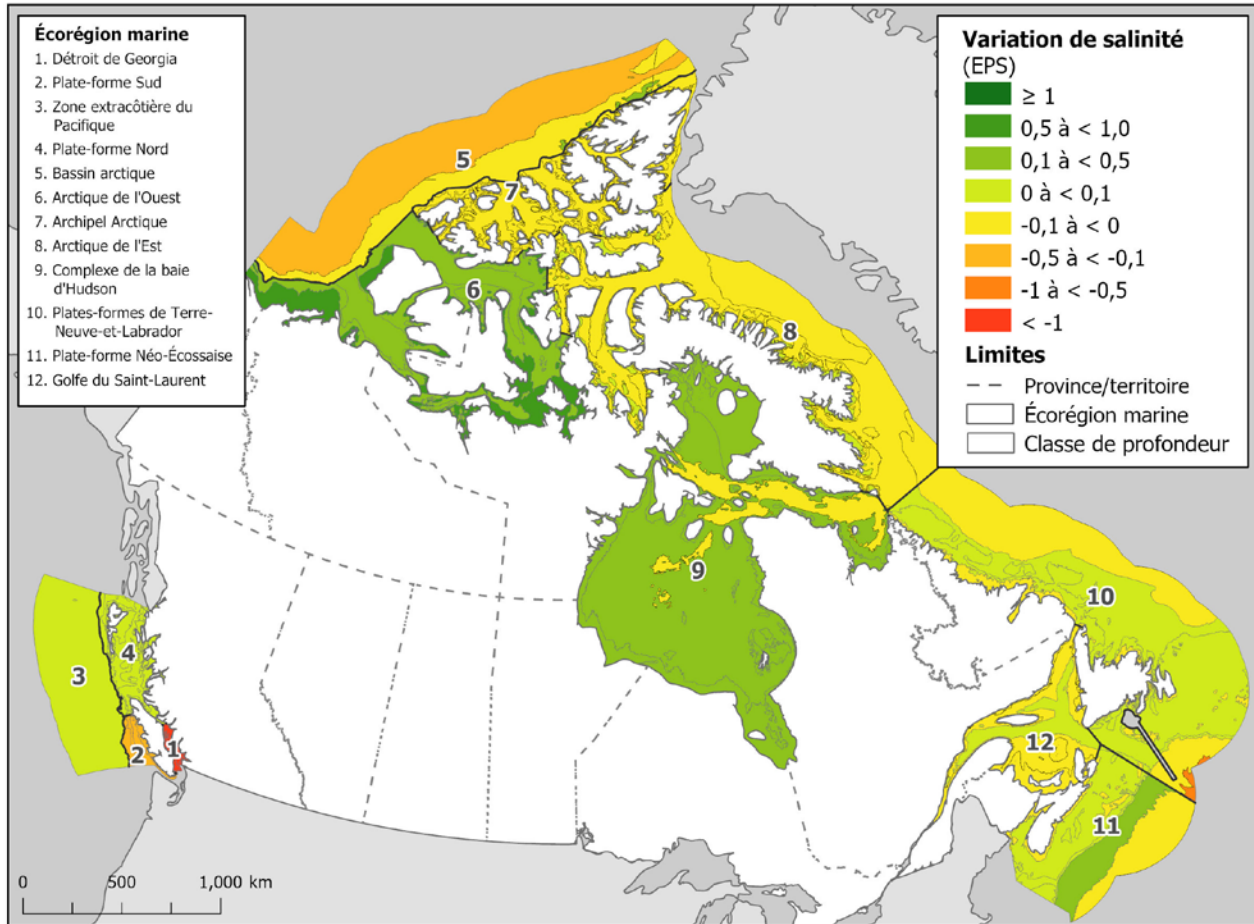 Écorégion marine
1. Détroit de Georgia
2. Plate-forme Sud
3. Zone extracôtière du
Pacifique
4. Plate-forme Nord
5. Bassin arctique
6. Arctique de l'Ouest
7. Archipel Arctique
8. Arctique de l'Est
9. Complexe de la baie
d'Hudson
10. Plates-formes de Terre-
Neuve-et-Labrador
11. Plate-forme Néo-Écossaise
12. Golfe du Saint-Laurent
Variation de salinité
(EPS)
≥ 1
0,5 à < 1,0
0,1 à < 0,5
0 à < 0,1
-0,1 à < 0
-0,5 à < -0,1
-1 à < -0,5
< -1
Limites
Province/territoire
Écorégion marine
Classe de profondeur
5
7
6
8
9
10
4
3
2
1
12
11
0 500 1,000 km